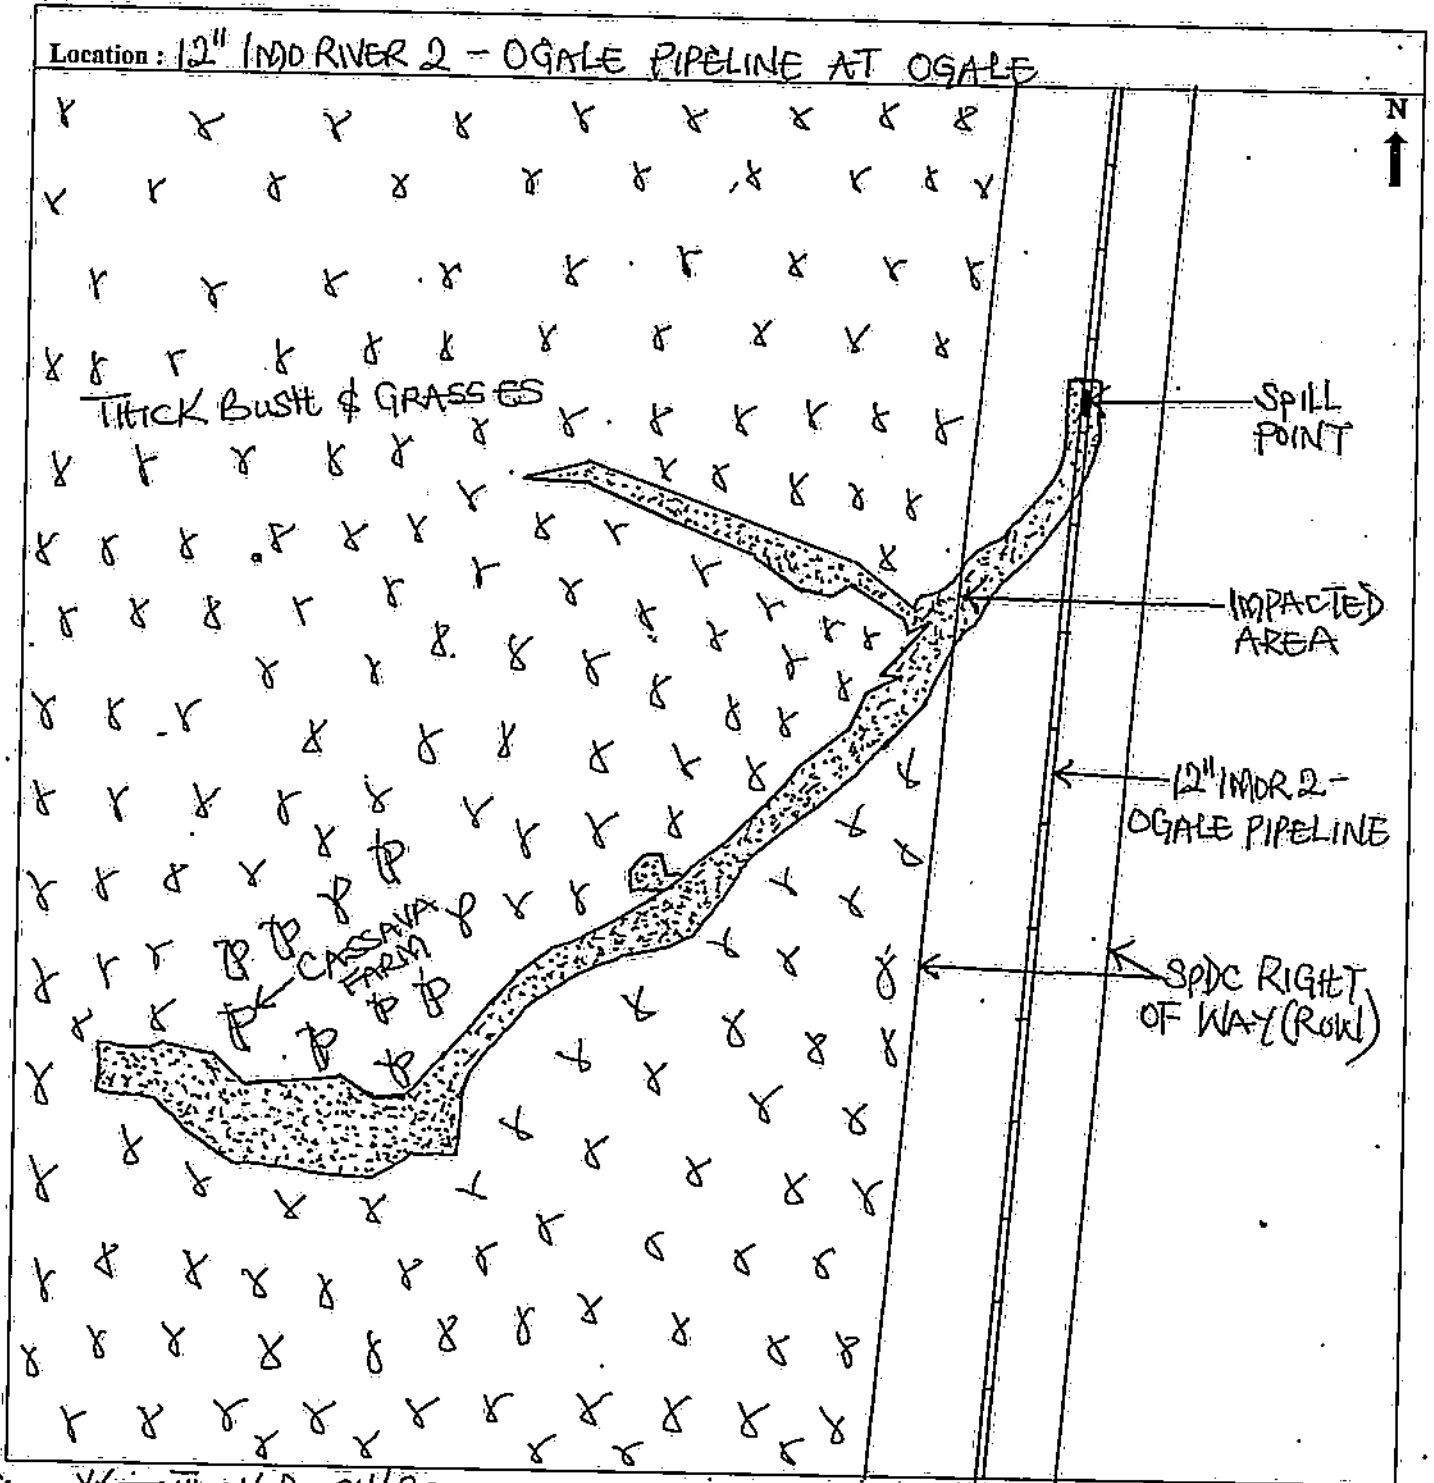 Location : 12" IMO RIVER 2 - OGALE PIPELINE AT OGALE
N
THICK BUSH & GRASSES
SPILL
POINT
IMPACTED
AREA
12" IMOR 2-
OGALE PIPELINE
CASSAVA
FARM
SPDC RIGHT
OF WAY (ROW)